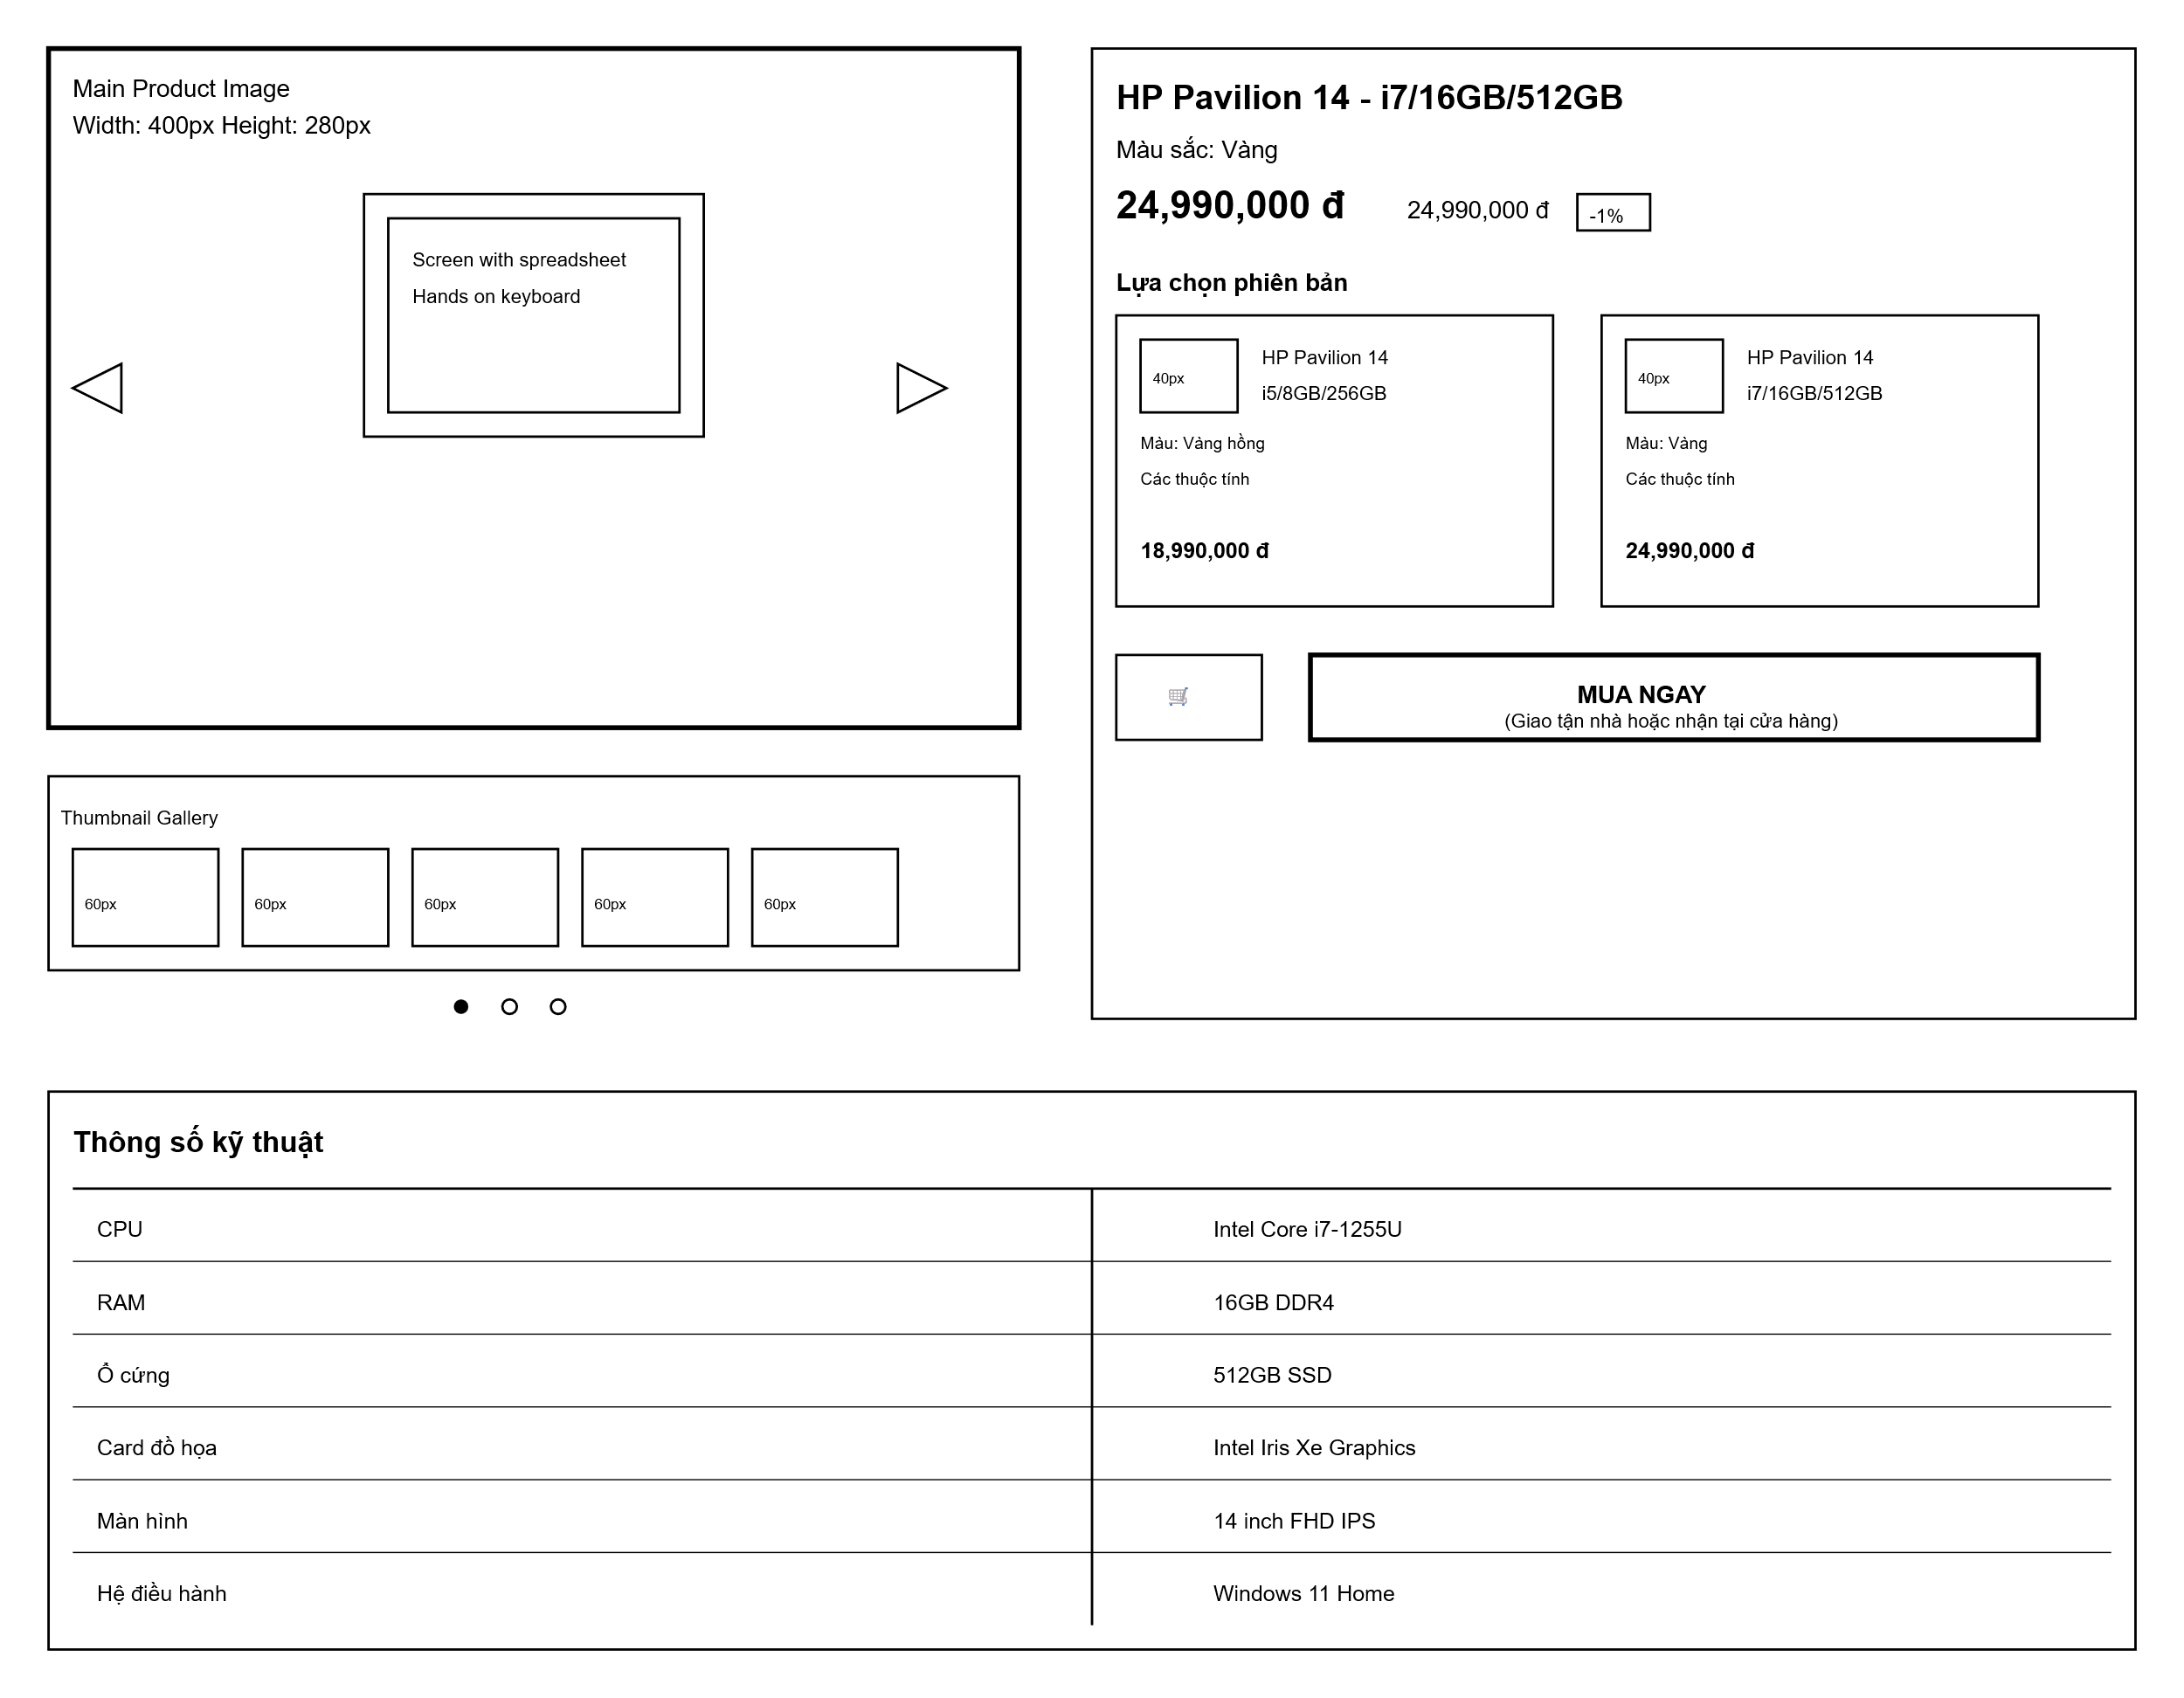 Main Product Image
Width: 400px Height: 280px
Screen with spreadsheet
Hands on keyboard
Thumbnail Gallery
60px 60px 60px 60px 60px
HP Pavilion 14 - i7/16GB/512GB
Màu sắc: Vàng
24,990,000 đ 24,990,000 đ -1%
Lựa chọn phiên bản
40px
HP Pavilion 14
i5/8GB/256GB
Màu: Vàng hồng
Các thuộc tính
18,990,000 đ
40px
HP Pavilion 14
i7/16GB/512GB
Màu: Vàng
Các thuộc tính
24,990,000 đ
MUA NGAY
(Giao tận nhà hoặc nhận tại cửa hàng)
Thông số kỹ thuật
CPU Intel Core i7-1255U
RAM 16GB DDR4
Ổ cứng 512GB SSD
Card đồ họa Intel Iris Xe Graphics
Màn hình 14 inch FHD IPS
Hệ điều hành Windows 11 Home